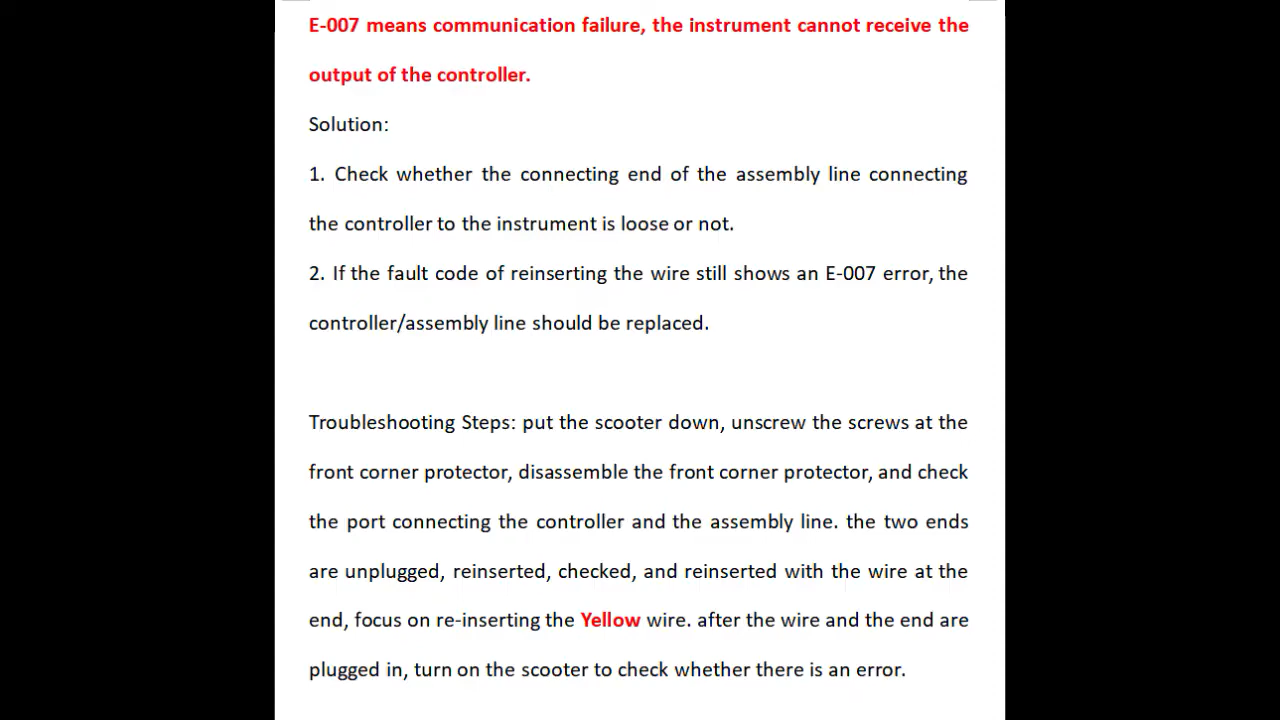 E-007 means communication failure, the instrument cannot receive the
output of the controller.
Solution:
1. Check whether the connecting end of the assembly line connecting
the controller to the instrument is loose or not.
2. If the fault code of reinserting the wire still shows an E-007 error, the
controller/assembly line should be replaced.
Troubleshooting Steps: put the scooter down, unscrew the screws at the
front corner protector, disassemble the front corner protector, and check
the port connecting the controller and the assembly line. the two ends
are unplugged, reinserted, checked, and reinserted with the wire at the
end, focus on re-inserting the Yellow wire. after the wire and the end are
plugged in, turn on the scooter to check whether there is an error.